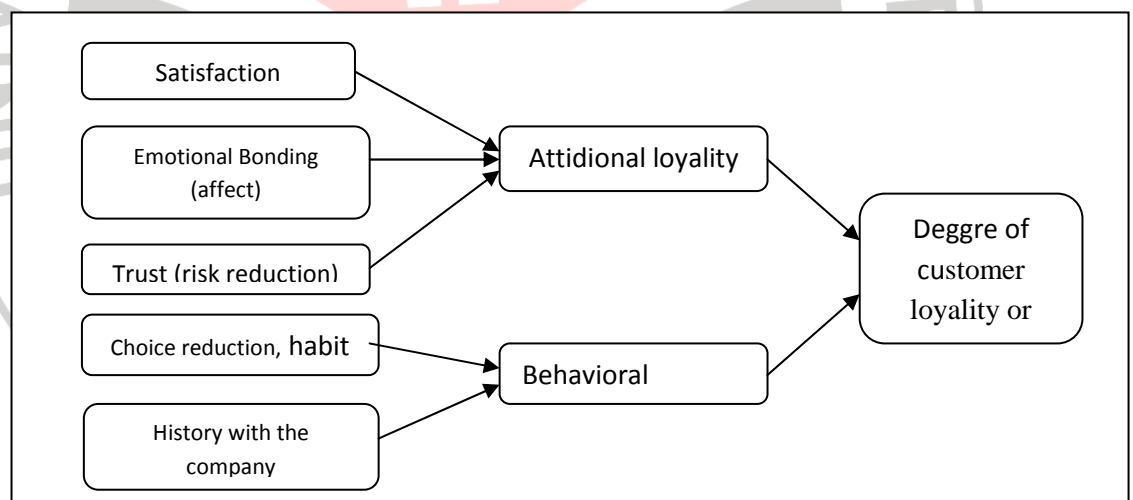 Satisfaction
Emotional Bonding
(affect)
Trust (risk reduction)
Choice reduction, habit
History with the
company
Attidional loyality
Behavioral
Deggre of
customer
loyality or